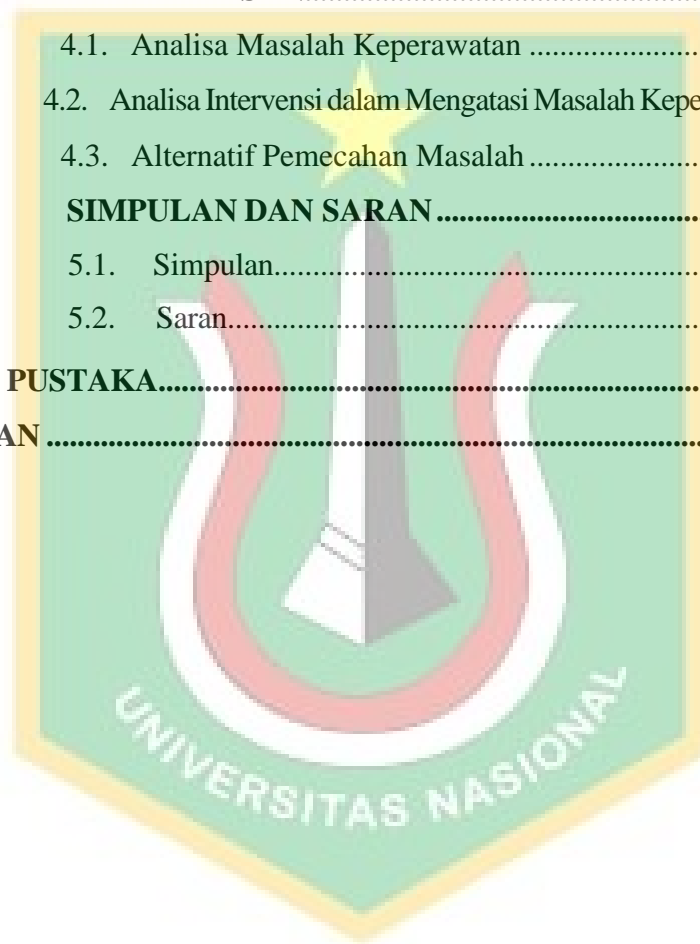 4.1. Analisa Masalah Keperawatan ........................
4.2. Analisa Intervensi dalam Mengatasi Masalah Kepe
4.3. Alternatif Pemecahan Masalah ........................
SIMPULAN DAN SARAN ....................................
5.1. Simpulan........................................................
5.2. Saran..............................................................
PUSTAKA.......................................................................
AN .....................................................................................
UNIVERSITAS NASIONAL